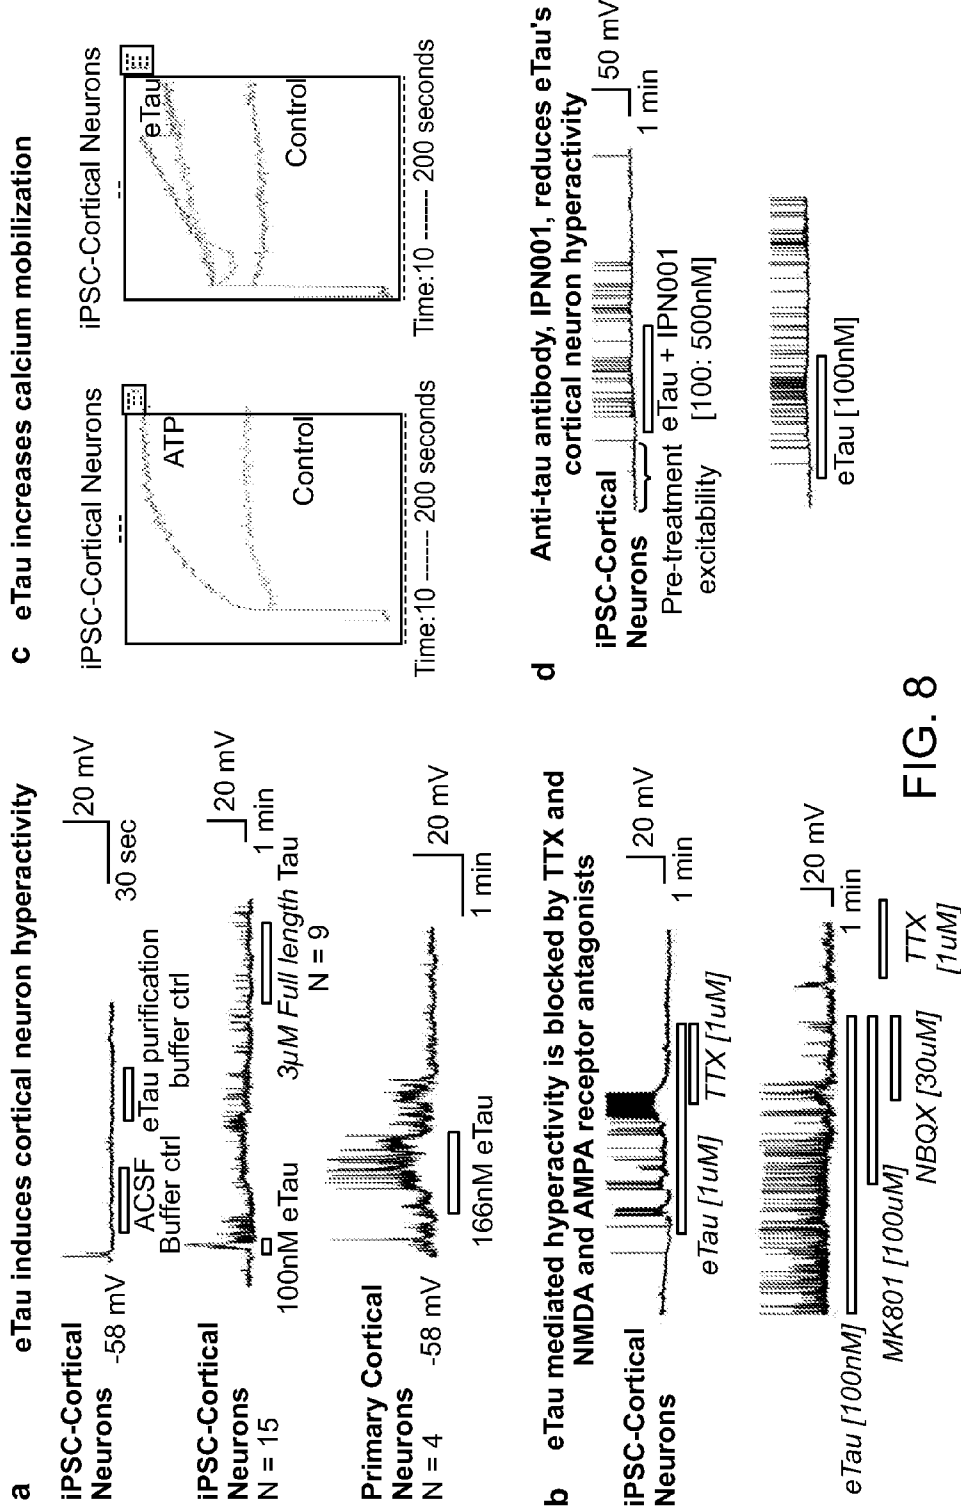 a eTau induces cortical neuron hyperactivity
iPSC-Cortical
Neurons
-58 mV
ACSF
Buffer ctrl
eTau purification
buffer ctrl
20 mV
30 sec
iPSC-Cortical
Neurons
N = 15
100nM eTau
3µM Full length Tau
N = 9
20 mV
1 min
Primary Cortical
Neurons
N = 4
-58 mV
166nM eTau
20 mV
1 min
b eTau mediated hyperactivity is blocked by TTX and
NMDA and AMPA receptor antagonists
iPSC-Cortical
Neurons
eTau [1uM]
TTX [1uM]
20 mV
1 min
eTau [100nM]
MK801 [100uM]
NBQX [30uM]
TTX
[1uM]
20 mV
1 min
c eTau increases calcium mobilization
iPSC-Cortical Neurons
ATP
Control
Time:10 ------ 200 seconds
iPSC-Cortical Neurons
eTau
Control
Time:10 ------ 200 seconds
d Anti-tau antibody, IPN001, reduces eTau's
cortical neuron hyperactivity
iPSC-Cortical
Neurons
Pre-treatment
excitability
eTau + IPN001
[100: 500nM]
50 mV
1 min
eTau [100nM]
FIG. 8